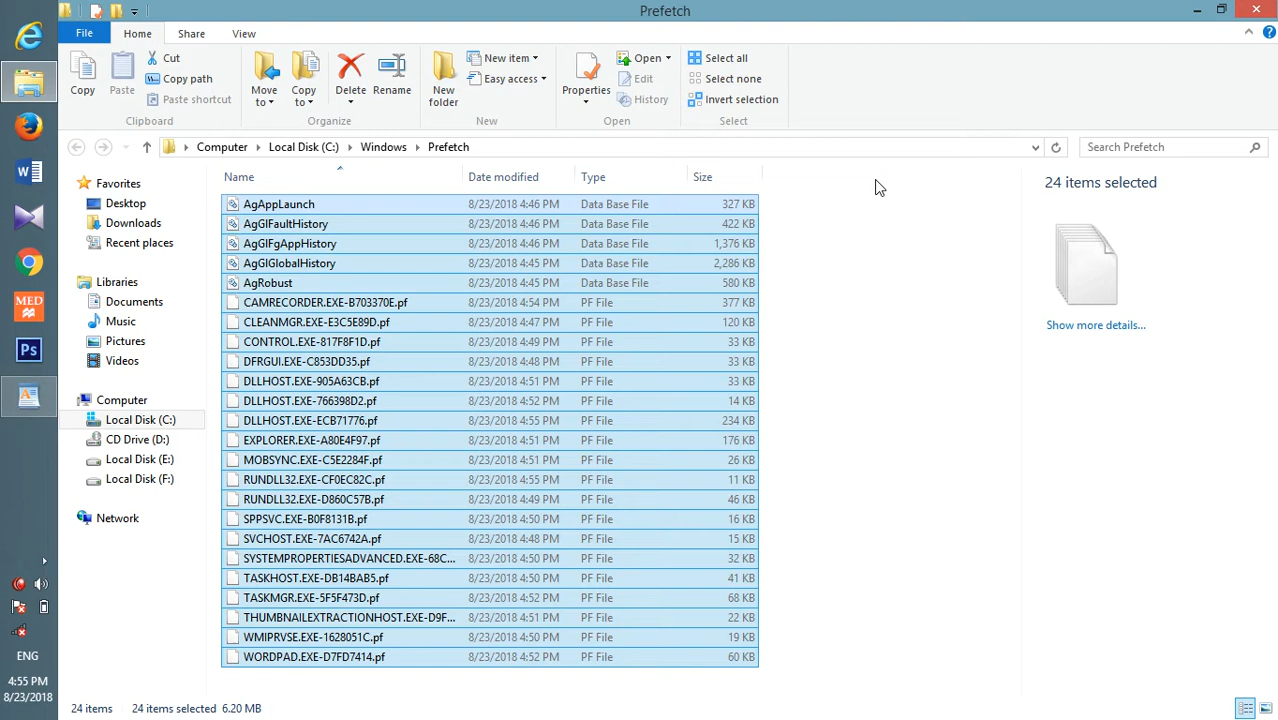 Prefetch
File Home Share View
Copy
Paste
Cut
Copy path
Paste shortcut
Clipboard
Move to
Copy to
Delete
Rename
Organize
New folder
New item
Easy access
New
Properties
Open
Edit
History
Open
Select all
Select none
Invert selection
Select
Computer Local Disk (C:) Windows Prefetch
Search Prefetch
Favorites
Desktop
Downloads
Recent places
Libraries
Documents
Music
Pictures
Videos
Computer
Local Disk (C:)
CD Drive (D:)
Local Disk (E:)
Local Disk (F:)
Network
Name Date modified Type Size
AgAppLaunch 8/23/2018 4:46 PM Data Base File 327 KB
AgGlFaultHistory 8/23/2018 4:46 PM Data Base File 422 KB
AgGlFgAppHistory 8/23/2018 4:46 PM Data Base File 1,376 KB
AgGlGlobalHistory 8/23/2018 4:45 PM Data Base File 2,286 KB
AgRobust 8/23/2018 4:45 PM Data Base File 580 KB
CAMRECORDER.EXE-B703370E.pf 8/23/2018 4:54 PM PF File 377 KB
CLEANMGR.EXE-E3C5E89D.pf 8/23/2018 4:47 PM PF File 120 KB
CONTROL.EXE-817F8F1D.pf 8/23/2018 4:49 PM PF File 33 KB
DFRGUI.EXE-C853DD35.pf 8/23/2018 4:48 PM PF File 33 KB
DLLHOST.EXE-905A63CB.pf 8/23/2018 4:51 PM PF File 33 KB
DLLHOST.EXE-766398D2.pf 8/23/2018 4:52 PM PF File 14 KB
DLLHOST.EXE-ECB71776.pf 8/23/2018 4:55 PM PF File 234 KB
EXPLORER.EXE-A80E4F97.pf 8/23/2018 4:51 PM PF File 176 KB
MOBSYNC.EXE-C5E2284F.pf 8/23/2018 4:51 PM PF File 26 KB
RUNDLL32.EXE-CF0EC82C.pf 8/23/2018 4:55 PM PF File 11 KB
RUNDLL32.EXE-D860C57B.pf 8/23/2018 4:49 PM PF File 46 KB
SPPSVC.EXE-B0F8131B.pf 8/23/2018 4:50 PM PF File 16 KB
SVCHOST.EXE-7AC6742A.pf 8/23/2018 4:48 PM PF File 15 KB
SYSTEMPROPERTIESADVANCED.EXE-68C... 8/23/2018 4:50 PM PF File 32 KB
TASKHOST.EXE-DB14BAB5.pf 8/23/2018 4:50 PM PF File 41 KB
TASKMGR.EXE-5F5F473D.pf 8/23/2018 4:52 PM PF File 68 KB
THUMBNAILEXTRACTIONHOST.EXE-D9F... 8/23/2018 4:51 PM PF File 22 KB
WMIPRVSE.EXE-1628051C.pf 8/23/2018 4:50 PM PF File 19 KB
WORDPAD.EXE-D7FD7414.pf 8/23/2018 4:52 PM PF File 60 KB
24 items selected
Show more details...
MED
Ps
ENG
4:55 PM
8/23/2018
24 items 24 items selected 6.20 MB